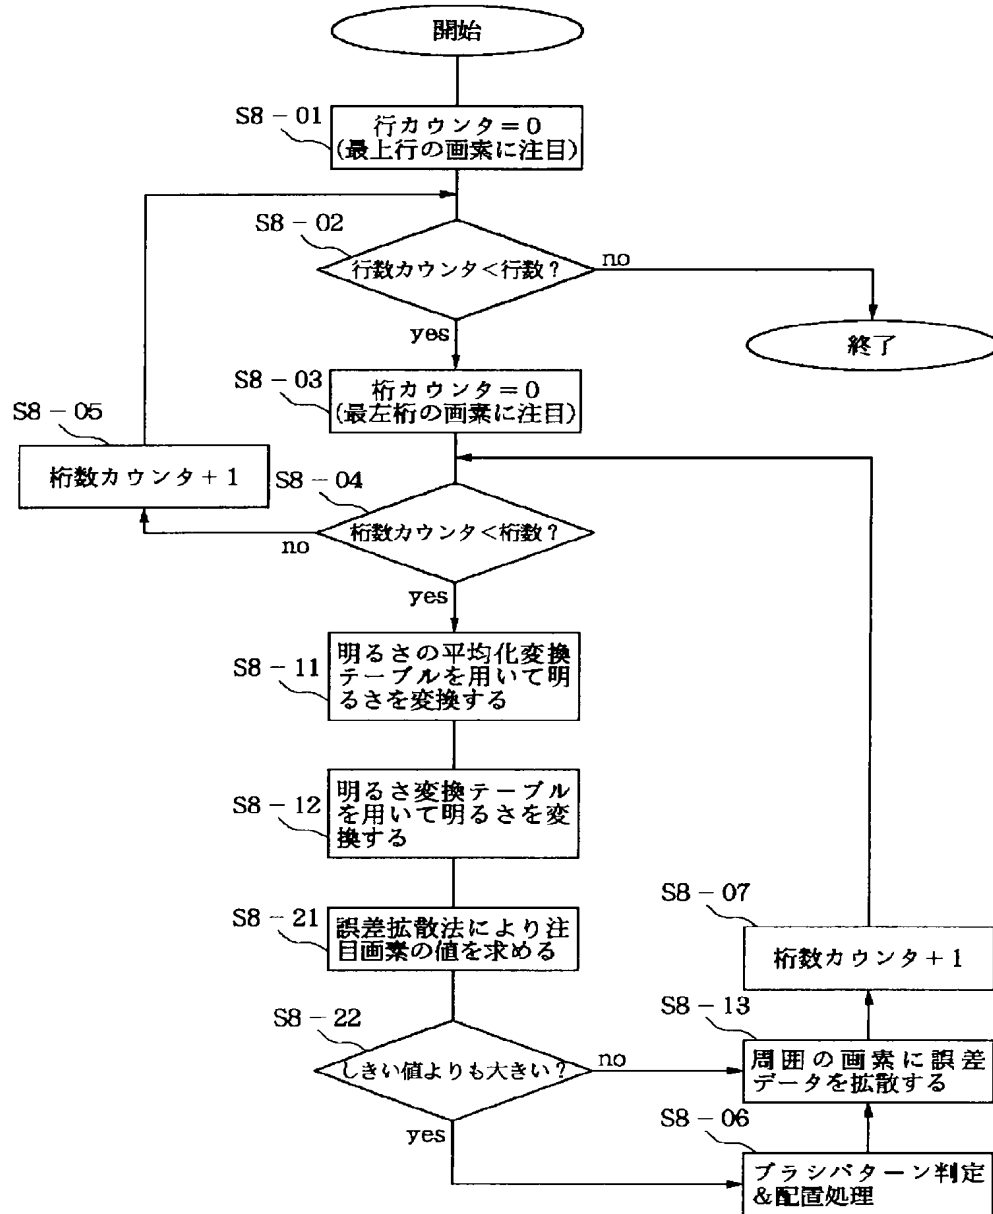 開始
S8-01
行カウンタ=0
(最上行の画素に注目)
S8-02
行数カウンタ<行数?
no
yes
終了
S8-03
桁カウンタ=0
(最左桁の画素に注目)
S8-05
桁数カウンタ+1
S8-04
桁数カウンタ<桁数?
no
yes
S8-11
明るさの平均化変換
テーブルを用いて明
るさを変換する
S8-12
明るさ変換テーブル
を用いて明るさを変
換する
S8-21
誤差拡散法により注
目画素の値を求める
S8-22
しきい値よりも大きい?
no
yes
S8-07
桁数カウンタ+1
S8-13
周囲の画素に誤差
データを拡散する
S8-06
ブラシパターン判定
&配置処理